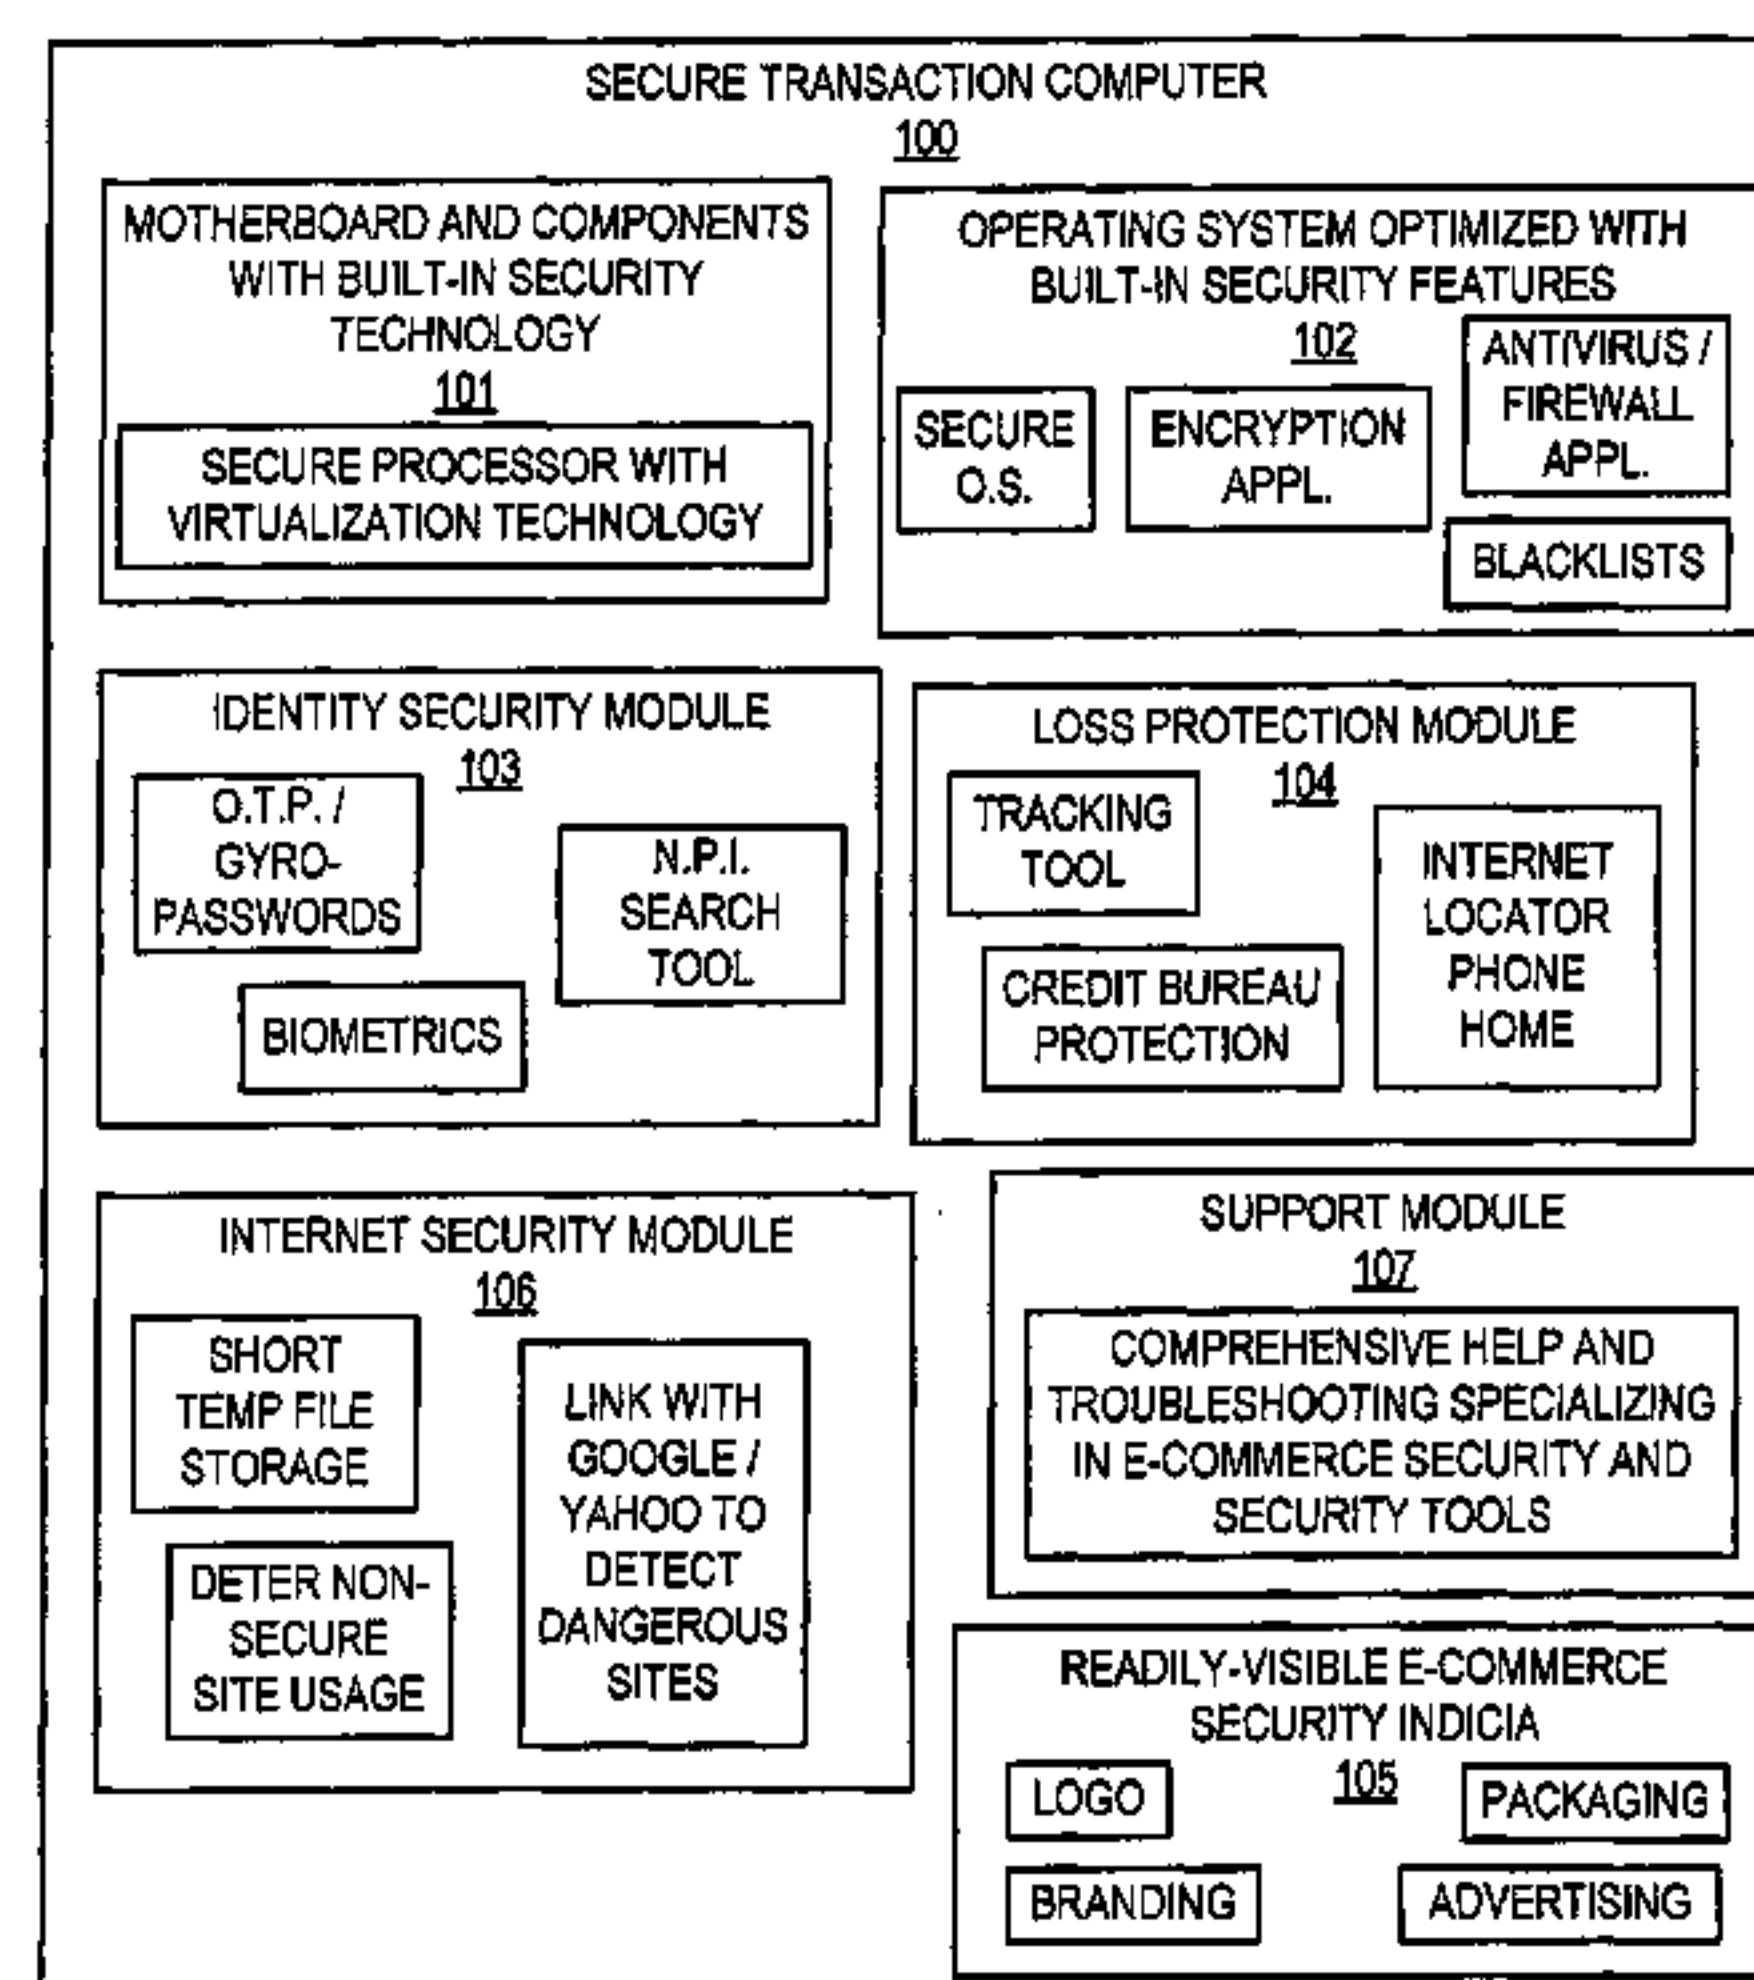 SECURE TRANSACTION COMPUTER
100
MOTHERBOARD AND COMPONENTS
WITH BUILT-IN SECURITY
TECHNOLOGY
101
SECURE PROCESSOR WITH
VIRTUALIZATION TECHNOLOGY
OPERATING SYSTEM OPTIMIZED WITH
BUILT-IN SECURITY FEATURES
102
SECURE
O.S.
ENCRYPTION
APPL.
ANTIVIRUS /
FIREWALL
APPL.
BLACKLISTS
IDENTITY SECURITY MODULE
103
O.T.P. /
GYRO-
PASSWORDS
N.P.I.
SEARCH
TOOL
BIOMETRICS
LOSS PROTECTION MODULE
104
TRACKING
TOOL
INTERNET
LOCATOR
PHONE
HOME
CREDIT BUREAU
PROTECTION
INTERNET SECURITY MODULE
106
SHORT
TEMP FILE
STORAGE
LINK WITH
GOOGLE /
YAHOO TO
DETECT
DANGEROUS
SITES
DETER NON-
SECURE
SITE USAGE
SUPPORT MODULE
107
COMPREHENSIVE HELP AND
TROUBLESHOOTING SPECIALIZING
IN E-COMMERCE SECURITY AND
SECURITY TOOLS
READILY-VISIBLE E-COMMERCE
SECURITY INDICIA
105
LOGO
PACKAGING
BRANDING
ADVERTISING